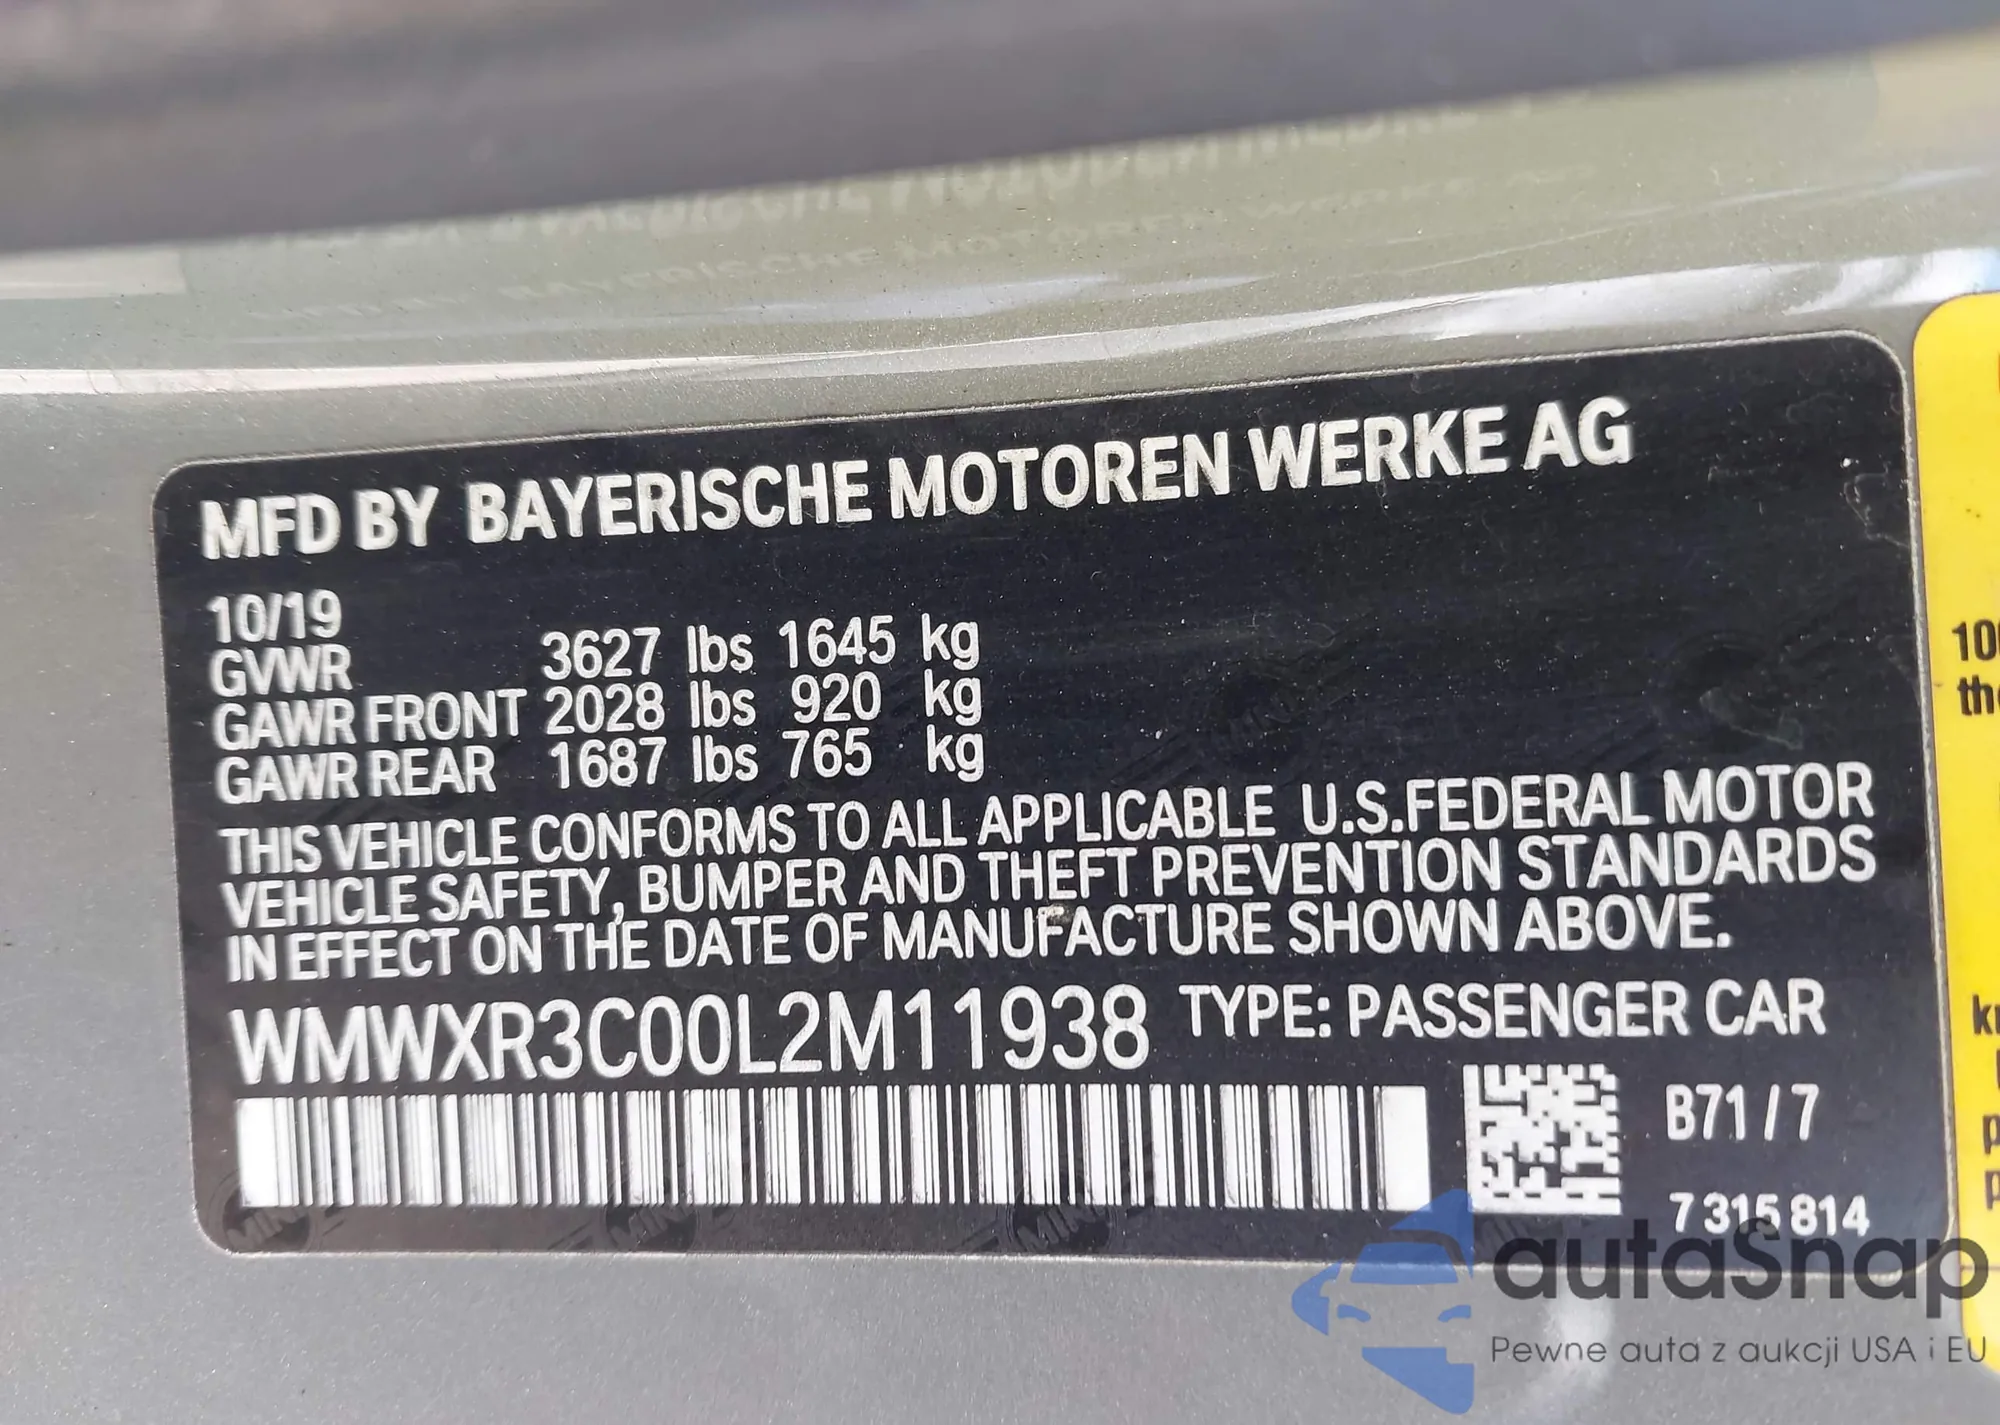 MFD BY BAYERISCHE MOTOREN WERKE AG
10/19
GVWR 3627 lbs 1645 kg
GAWR FRONT 2028 lbs 920 kg
GAWR REAR 1687 lbs 765 kg
THIS VEHICLE CONFORMS TO ALL APPLICABLE U.S.FEDERAL MOTOR
VEHICLE SAFETY, BUMPER AND THEFT PREVENTION STANDARDS
IN EFFECT ON THE DATE OF MANUFACTURE SHOWN ABOVE.
WMWXR3C00L2M11938 TYPE: PASSENGER CAR
B71/7
7315814
autaSnap
Pewne auta z aukcji USA i EU